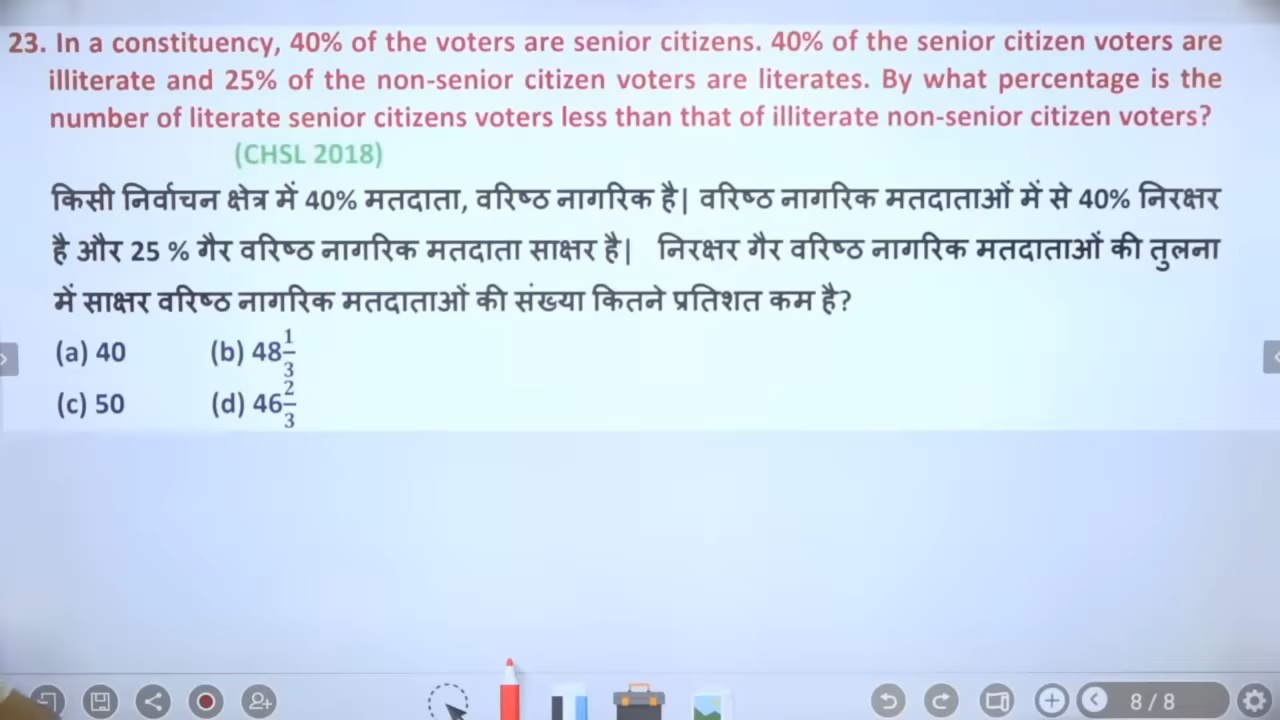 23. In a constituency, 40% of the voters are senior citizens. 40% of the senior citizen voters are
illiterate and 25% of the non-senior citizen voters are literates. By what percentage is the
number of literate senior citizens voters less than that of illiterate non-senior citizen voters?
(CHSL 2018)
किसी निर्वाचन क्षेत्र में 40% मतदाता, वरिष्ठ नागरिक है| वरिष्ठ नागरिक मतदाताओं में से 40% निरक्षर
है और 25 % गैर वरिष्ठ नागरिक मतदाता साक्षर है| निरक्षर गैर वरिष्ठ नागरिक मतदाताओं की तुलना
में साक्षर वरिष्ठ नागरिक मतदाताओं की संख्या कितने प्रतिशत कम है?
(a) 40 (b) 48 1/3
(c) 50 (d) 46 2/3
8 / 8